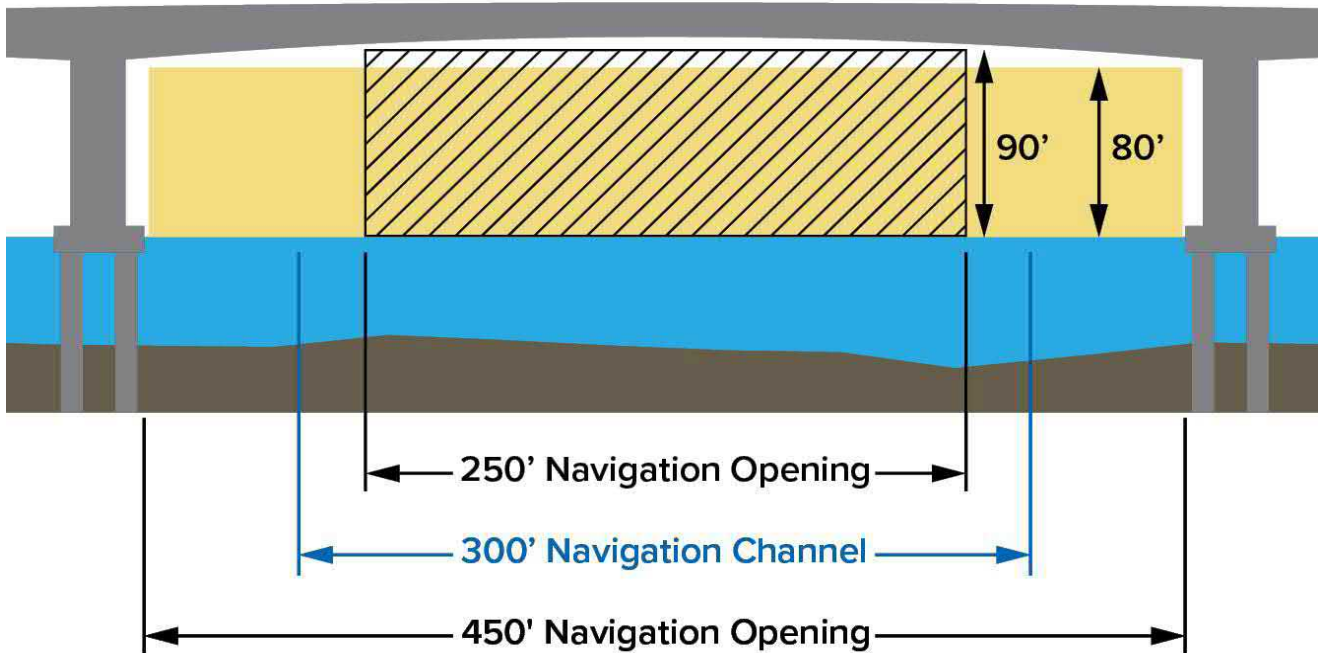 90’
80’
250’ Navigation Opening
300’ Navigation Channel
450' Navigation Opening